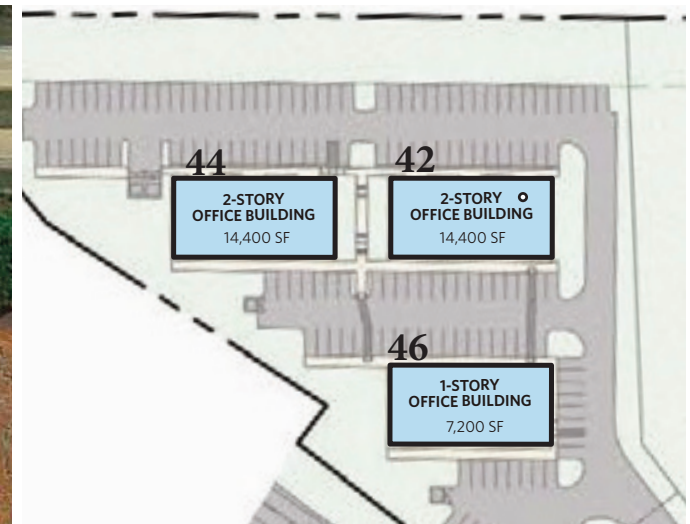 44
2-STORY
OFFICE BUILDING
14,400 SF
42
2-STORY
OFFICE BUILDING
14,400 SF
46
1-STORY
OFFICE BUILDING
7,200 SF